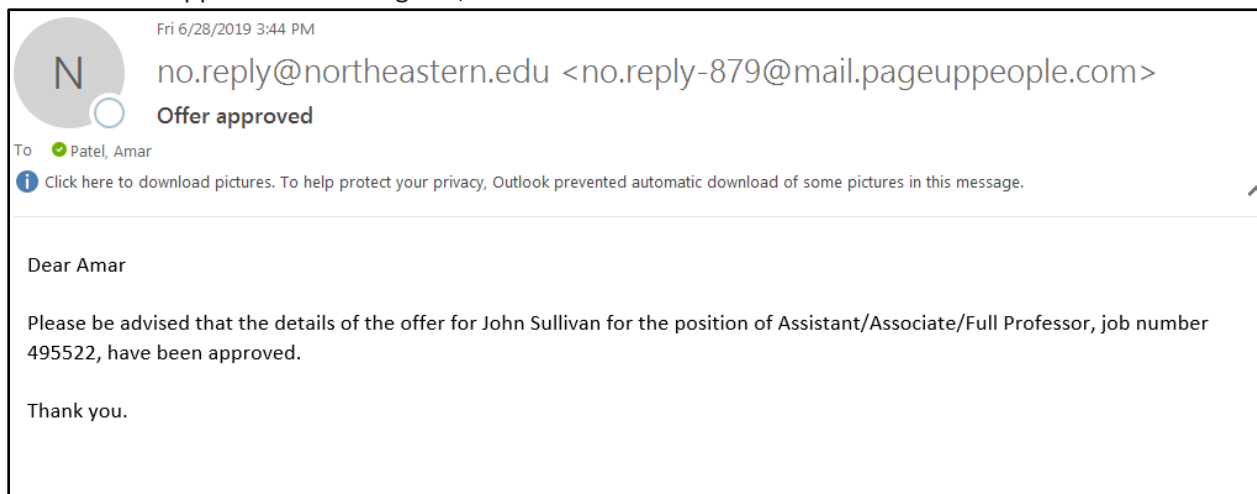 Fri 6/28/2019 3:44 PM
N
no.reply@northeastern.edu <no.reply-879@mail.pageuppeople.com>
Offer approved
To Patel, Amar
Click here to download pictures. To help protect your privacy, Outlook prevented automatic download of some pictures in this message.
Dear Amar
Please be advised that the details of the offer for John Sullivan for the position of Assistant/Associate/Full Professor, job number
495522, have been approved.
Thank you.